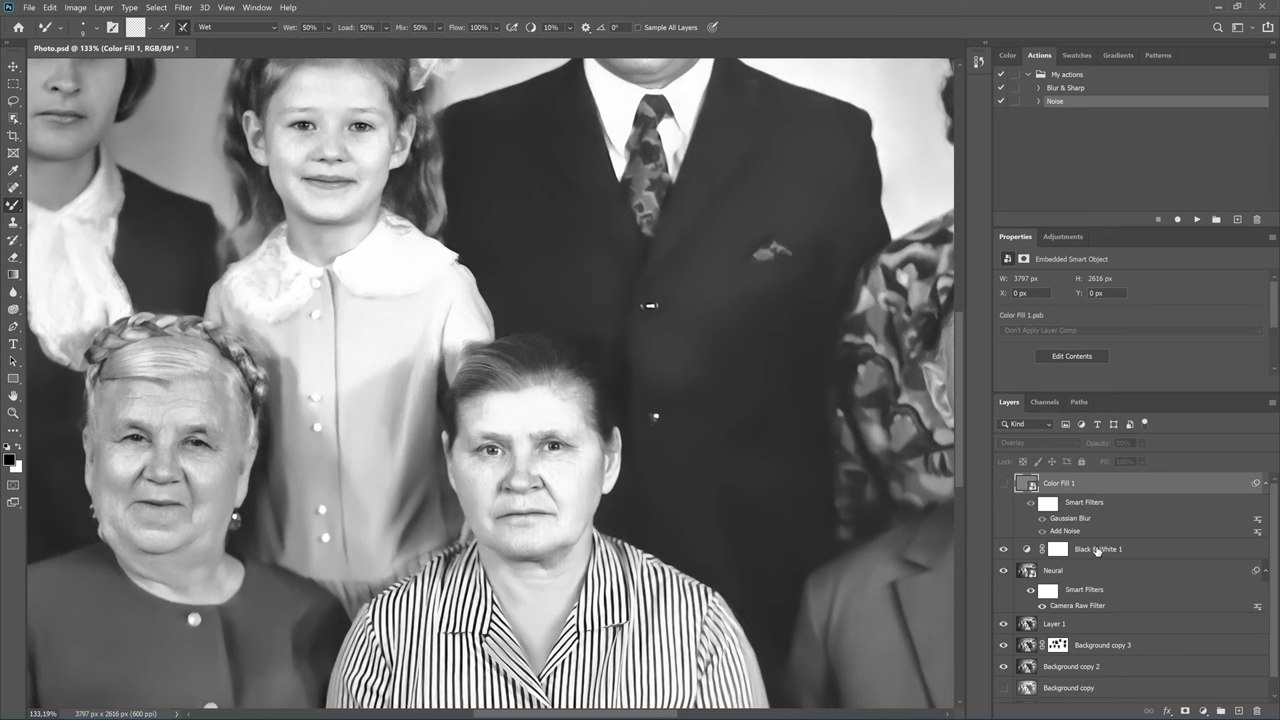 Ps File Edit Image Layer Type Select Filter 3D View Window Help
9 Wet Wet: 50% Load: 50% Mix: 50% Flow: 100% 10% 0° Sample All Layers
Photo.psd @ 133% (Color Fill 1, RGB/8#) * ×
Color Actions Swatches Gradients Patterns
My actions
Blur & Sharp
Noise
Properties Adjustments
Embedded Smart Object
W: 3797 px H: 2616 px
X: 0 px Y: 0 px
Color Fill 1.psb
Don't Apply Layer Comp
Edit Contents
Layers Channels Paths
Kind
Overlay Opacity: 50%
Lock: Fill: 100%
Color Fill 1
Smart Filters
Gaussian Blur
Add Noise
Black & White 1
Neural
Smart Filters
Camera Raw Filter
Layer 1
Background copy 3
Background copy 2
Background copy
133,19% 3797 px x 2616 px (600 ppi)
fx